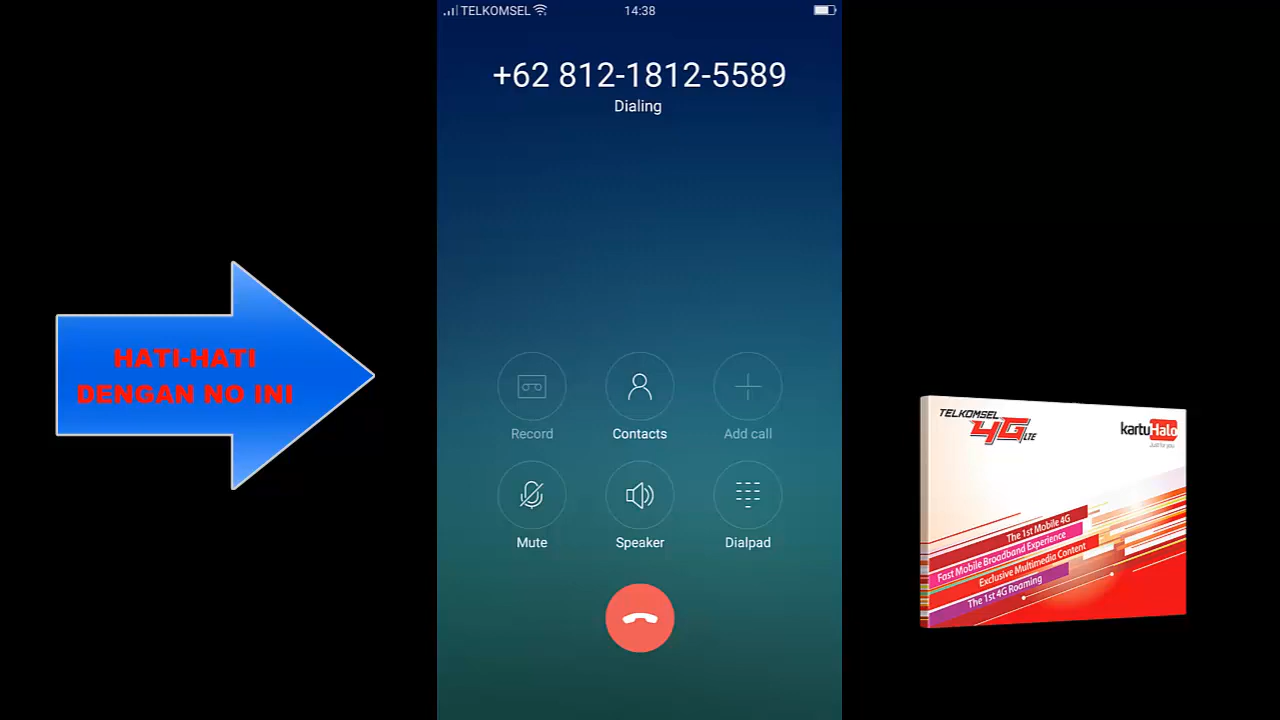 TELKOMSEL
14:38
+62 812-1812-5589
Dialing
HATI-HATI
DENGAN NO INI
Record
Contacts
Add call
Mute
Speaker
Dialpad
TELKOMSEL
4G LTE
kartuHalo
Just for you
The 1st Mobile 4G
Fast Mobile Broadband Experience
Exclusive Multimedia Content
The 1st 4G Roaming